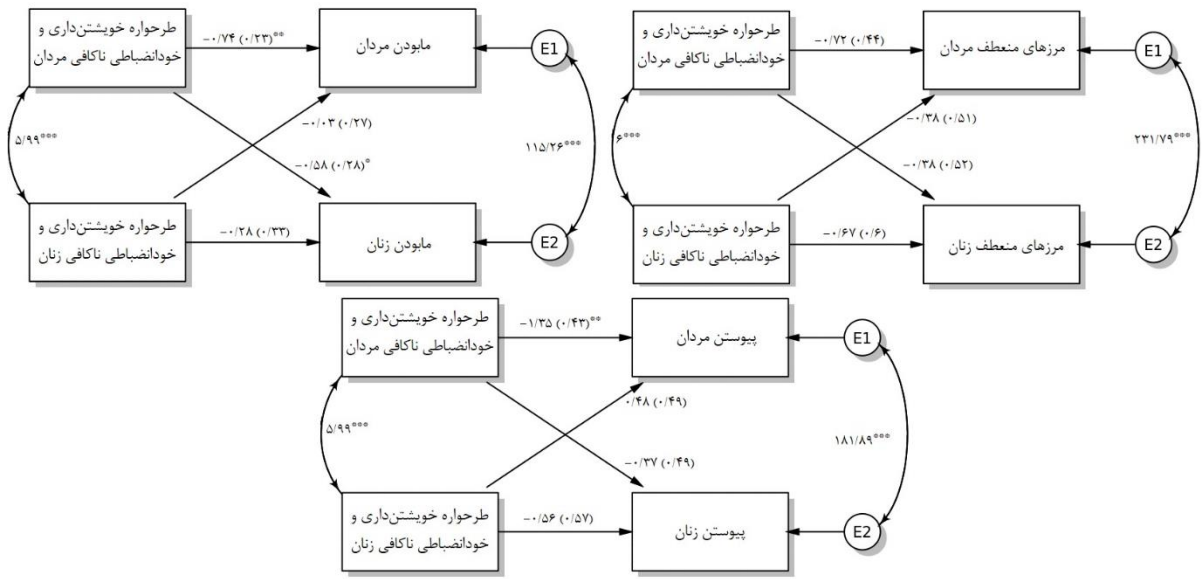 طرحواره خویشتن‌داری و
خودانضباطی ناکافی مردان
−۰/۷۴ (۰/۲۳)**
مابودن مردان
E1
۵/۹۹***
−۰/۰۳ (۰/۲۷)
−۰/۵۸ (۰/۲۸)*
۱۱۵/۲۶***
طرحواره خویشتن‌داری و
خودانضباطی ناکافی زنان
−۰/۲۸ (۰/۳۳)
مابودن زنان
E2
طرحواره خویشتن‌داری و
خودانضباطی ناکافی مردان
−۰/۷۲ (۰/۴۴)
مرزهای منعطف مردان
E1
۶***
−۰/۳۸ (۰/۵۱)
−۰/۳۸ (۰/۵۲)
۲۳۱/۷۹***
طرحواره خویشتن‌داری و
خودانضباطی ناکافی زنان
−۰/۶۷ (۰/۶)
مرزهای منعطف زنان
E2
طرحواره خویشتن‌داری و
خودانضباطی ناکافی مردان
−۱/۳۵ (۰/۴۳)**
پیوستن مردان
E1
۵/۹۹***
۰/۴۸ (۰/۴۹)
−۰/۳۷ (۰/۴۹)
۱۸۱/۸۹***
طرحواره خویشتن‌داری و
خودانضباطی ناکافی زنان
−۰/۵۶ (۰/۵۷)
پیوستن زنان
E2